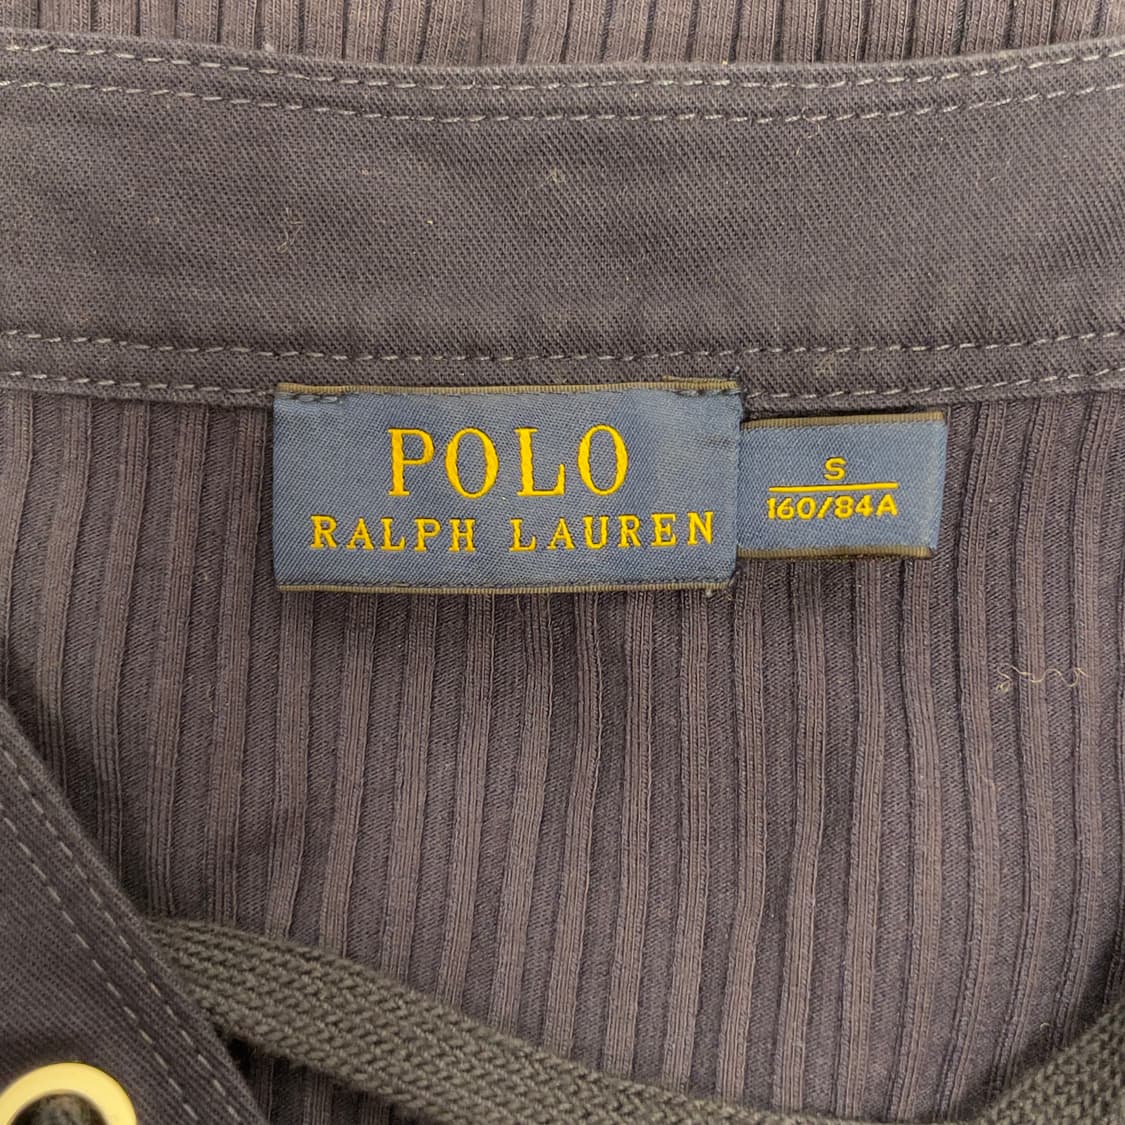 POLO
RALPH LAUREN
S
160/84A